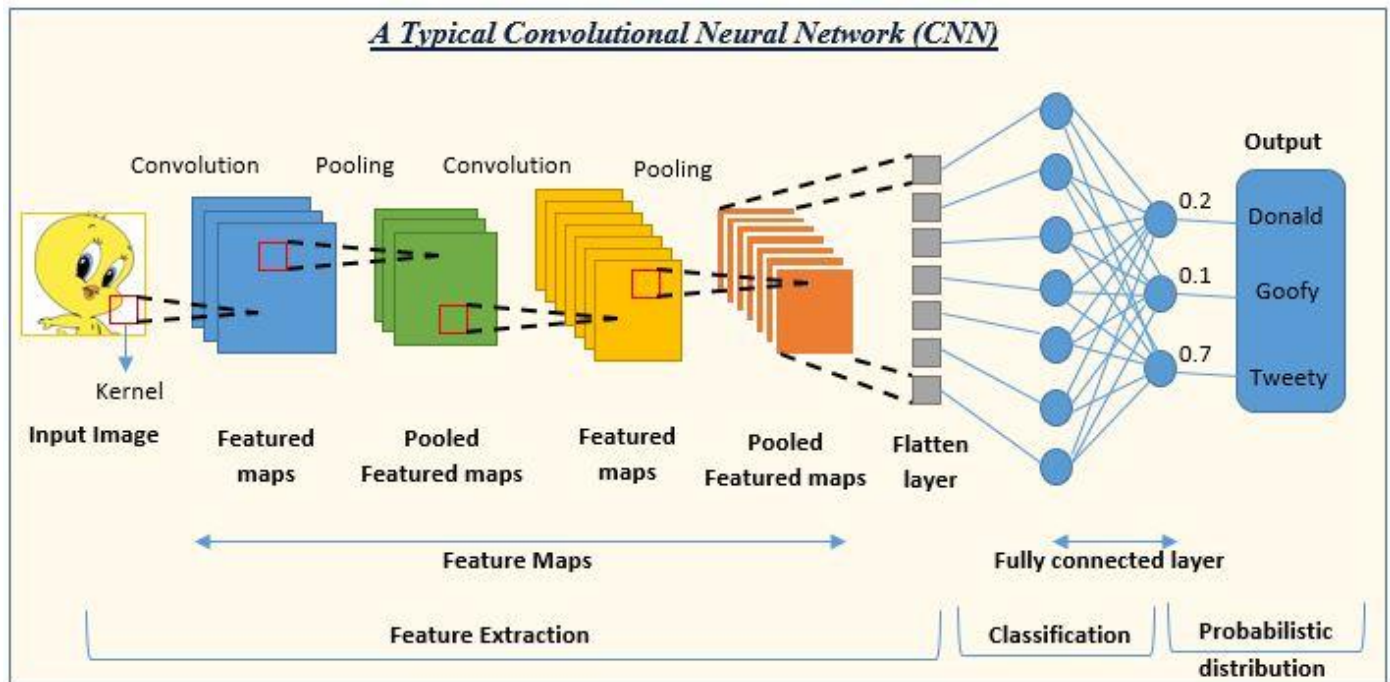 A Typical Convolutional Neural Network (CNN)
Convolution
Pooling
Convolution
Pooling
Output
0.2
Donald
0.1
Goofy
0.7
Tweety
Kernel
Input Image
Featured
maps
Pooled
Featured maps
Featured
maps
Pooled
Featured maps
Flatten
layer
Feature Maps
Fully connected layer
Feature Extraction
Classification
Probabilistic
distribution